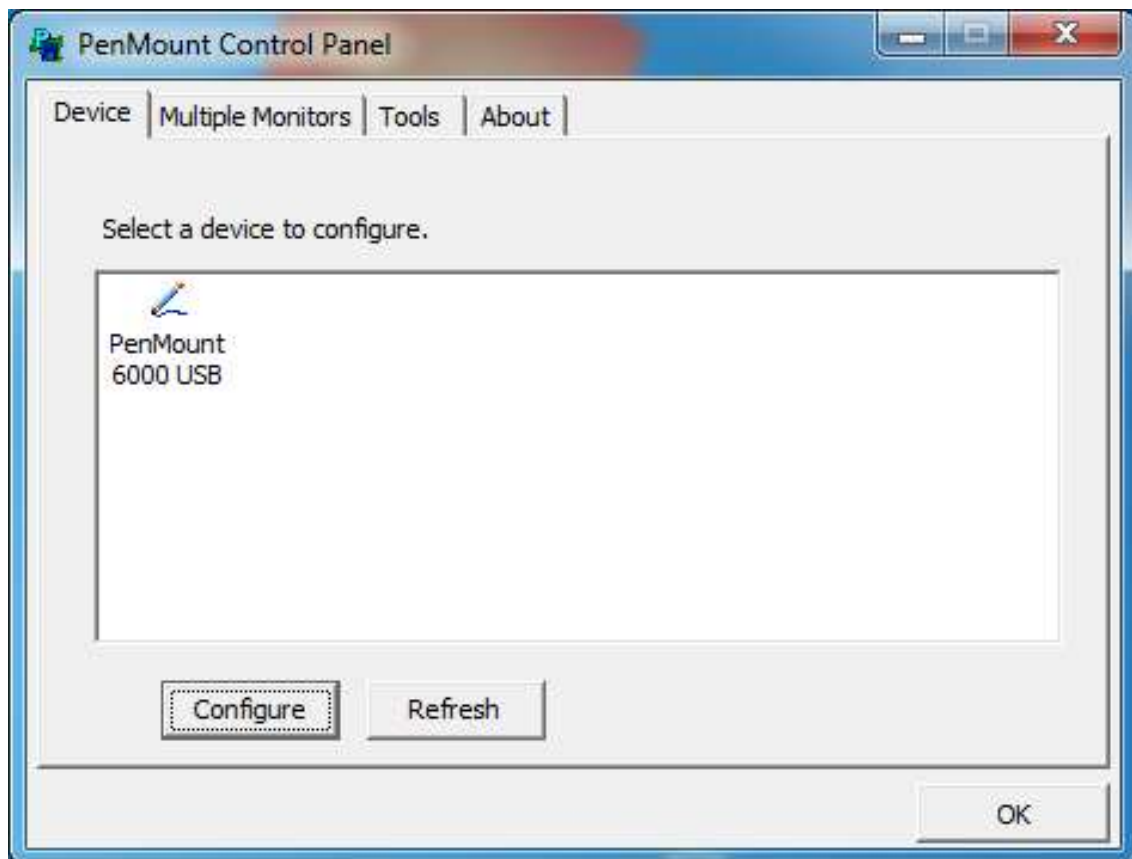 PenMount Control Panel
Device Multiple Monitors Tools About
Select a device to configure.
PenMount
6000 USB
Configure Refresh
OK